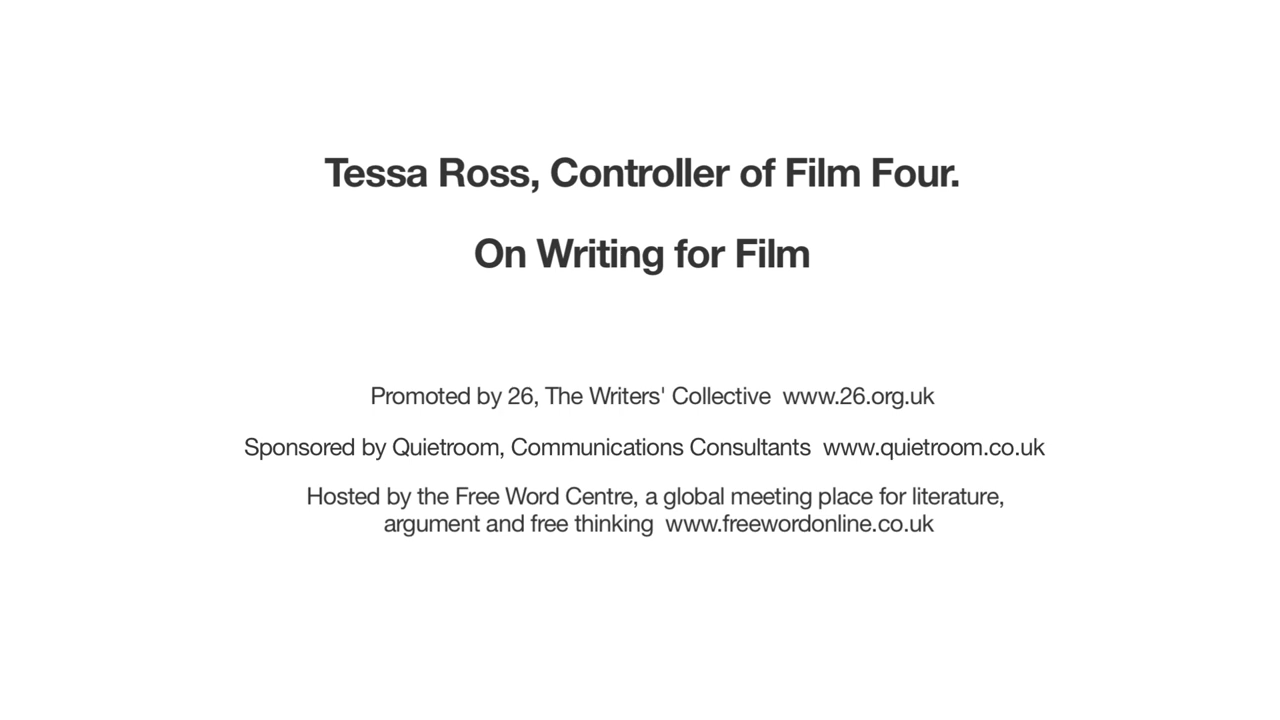 Tessa Ross, Controller of Film Four.
On Writing for Film
Promoted by 26, The Writers' Collective  www.26.org.uk
Sponsored by Quietroom, Communications Consultants  www.quietroom.co.uk
Hosted by the Free Word Centre, a global meeting place for literature,
argument and free thinking  www.freewordonline.co.uk